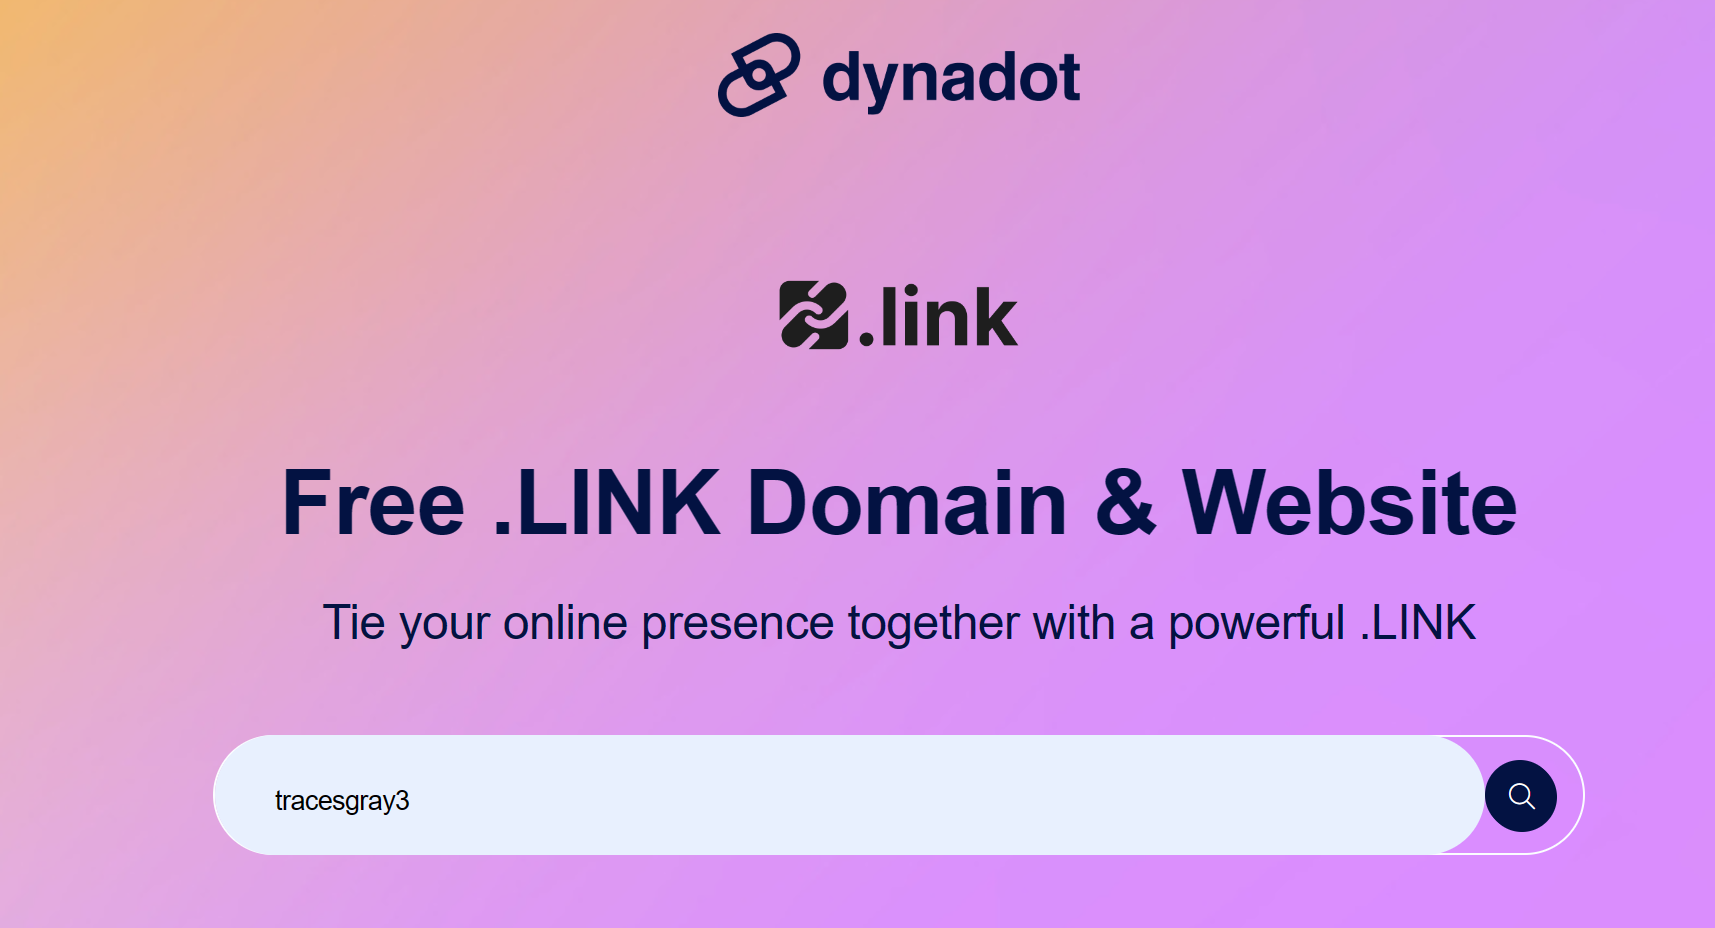 dynadot
.link
Free .LINK Domain & Website
Tie your online presence together with a powerful .LINK
tracesgray3